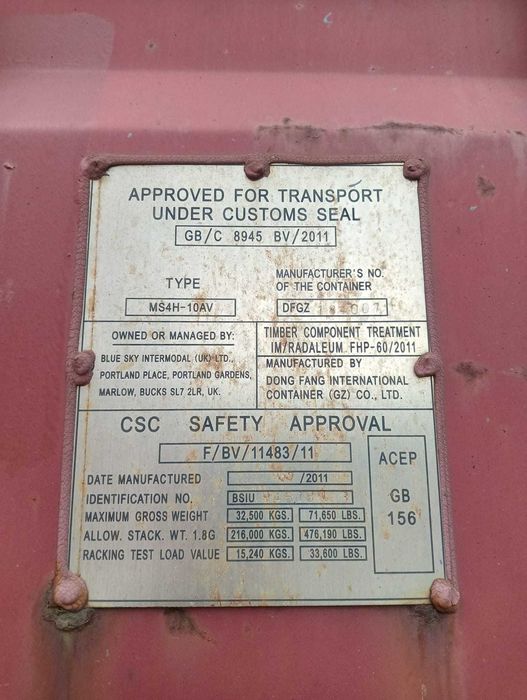 APPROVED FOR TRANSPORT
UNDER CUSTOMS SEAL
GB/C 8945 BV/2011
TYPE
MS4H-10AV
MANUFACTURER'S NO.
OF THE CONTAINER
DFGZ
OWNED OR MANAGED BY:
BLUE SKY INTERMODAL (UK) LTD.,
PORTLAND PLACE, PORTLAND GARDENS,
MARLOW, BUCKS SL7 2LR, UK.
TIMBER COMPONENT TREATMENT
IM/RADALEUM FHP-60/2011
MANUFACTURED BY
DONG FANG INTERNATIONAL
CONTAINER (GZ) CO., LTD.
CSC SAFETY APPROVAL
F/BV/11483/11
DATE MANUFACTURED /2011
IDENTIFICATION NO. BSIU
MAXIMUM GROSS WEIGHT 32,500 KGS. 71,650 LBS.
ALLOW. STACK. WT. 1.8G 216,000 KGS. 476,190 LBS.
RACKING TEST LOAD VALUE 15,240 KGS. 33,600 LBS.
ACEP
GB
156